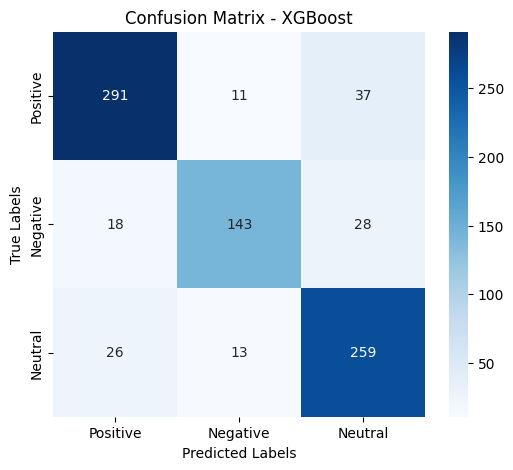 Confusion Matrix - XGBoost
True Labels
Positive
291 11 37
Negative
18 143 28
Neutral
26 13 259
Positive Negative Neutral
Predicted Labels
250
200
150
100
50